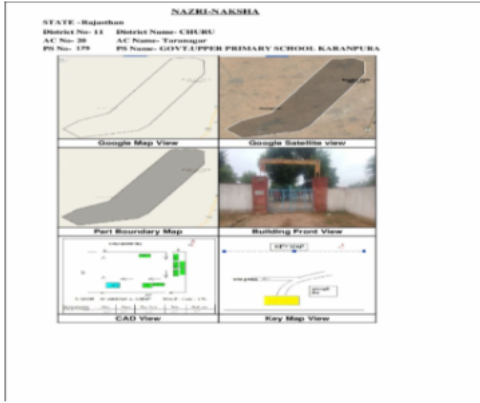 NAZRI-NAKSHA
STATE -Rajasthan
District No- 11 District Name- CHURU
AC No- 20 AC Name- Taranagar
PS No- 179 PS Name- GOVT.UPPER PRIMARY SCHOOL KARANPURA
Google Map View Google Satellite view
Part Boundary Map Building Front View
KEY MAP
CAD View Key Map View